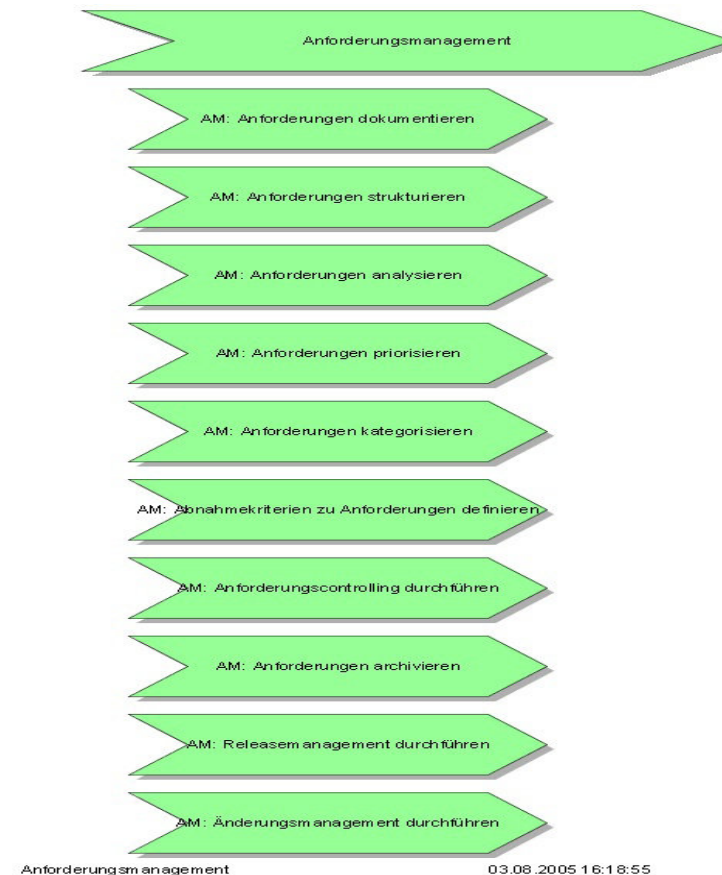 Anforderungsmanagement
AM: Anforderungen dokumentieren
AM: Anforderungen strukturieren
AM: Anforderungen analysieren
AM: Anforderungen priorisieren
AM: Anforderungen kategorisieren
AM: Abnahmekriterien zu Anforderungen definieren
AM: Anforderungscontrolling durchführen
AM: Anforderungen archivieren
AM: Releasemanagement durchführen
AM: Änderungsmanagement durchführen
Anforderungsmanagement 03.08.2005 16:18:55